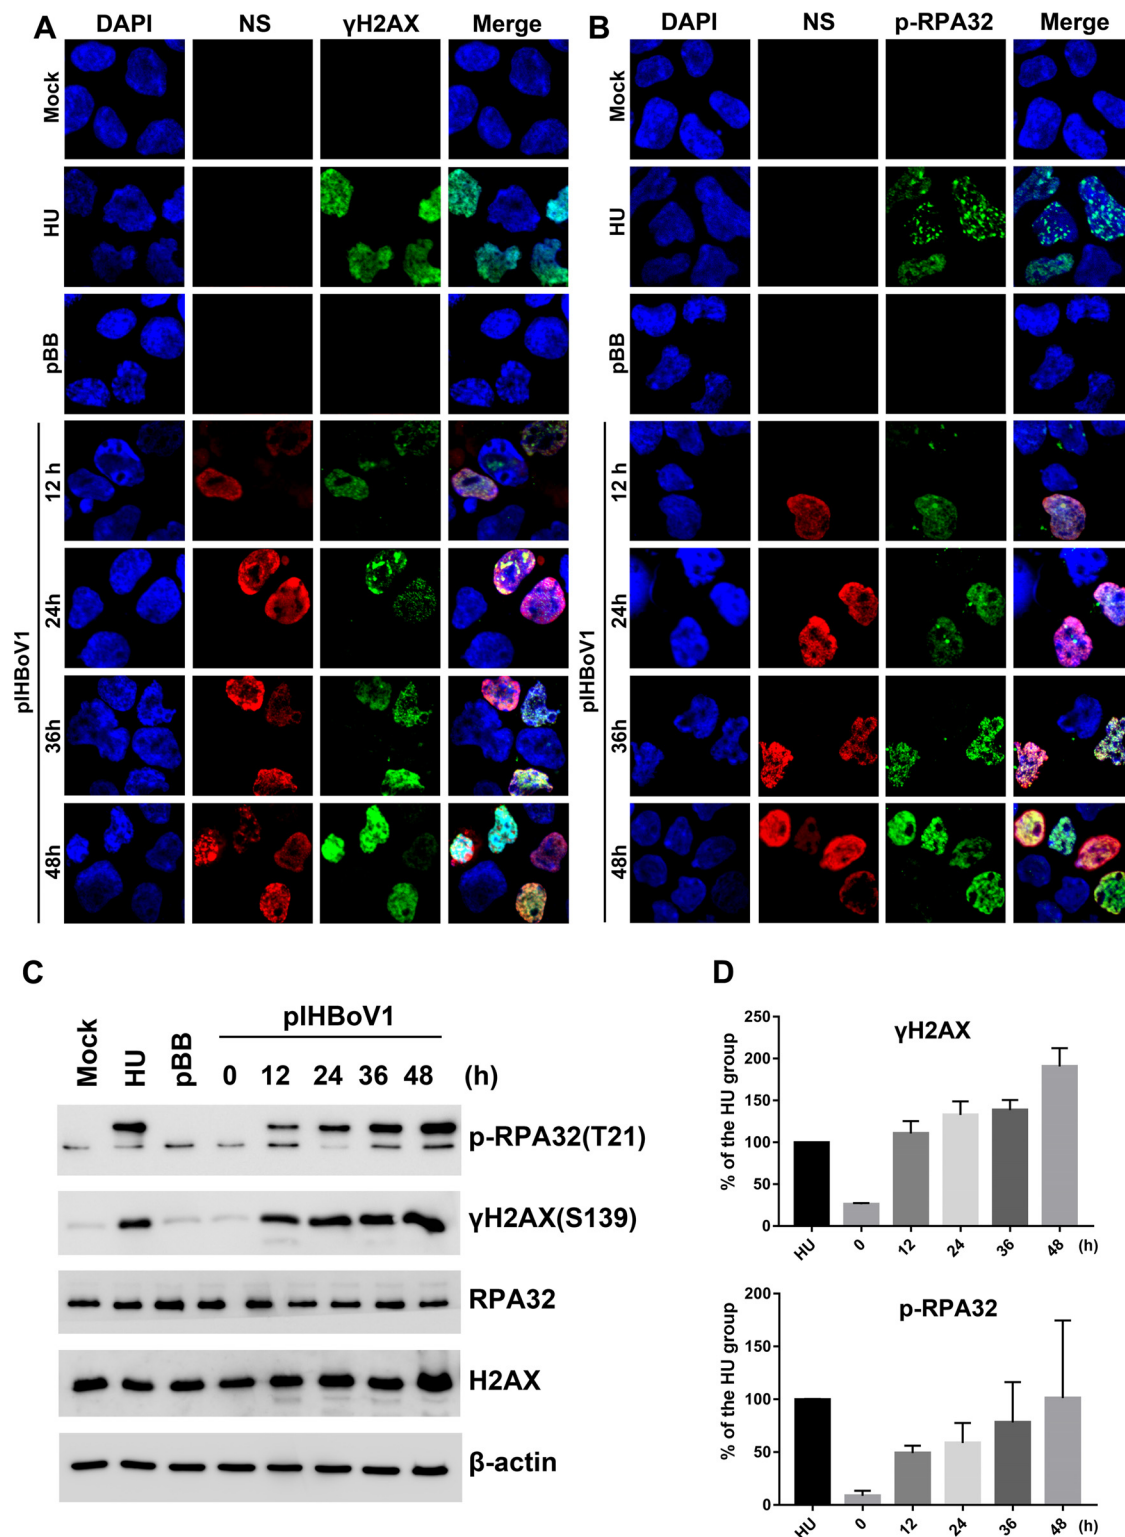 A
DAPI NS γH2AX Merge
Mock
HU
pBB
pIHBoV1
12 h
24h
36h
48h
B
DAPI NS p-RPA32 Merge
Mock
HU
pBB
pIHBoV1
12 h
24h
36h
48h
C
pIHBoV1
Mock HU pBB 0 12 24 36 48 (h)
p-RPA32(T21)
γH2AX(S139)
RPA32
H2AX
β-actin
D
γH2AX
% of the HU group
250
200
150
100
50
0
HU 0 12 24 36 48 (h)
p-RPA32
% of the HU group
200
150
100
50
0
HU 0 12 24 36 48 (h)